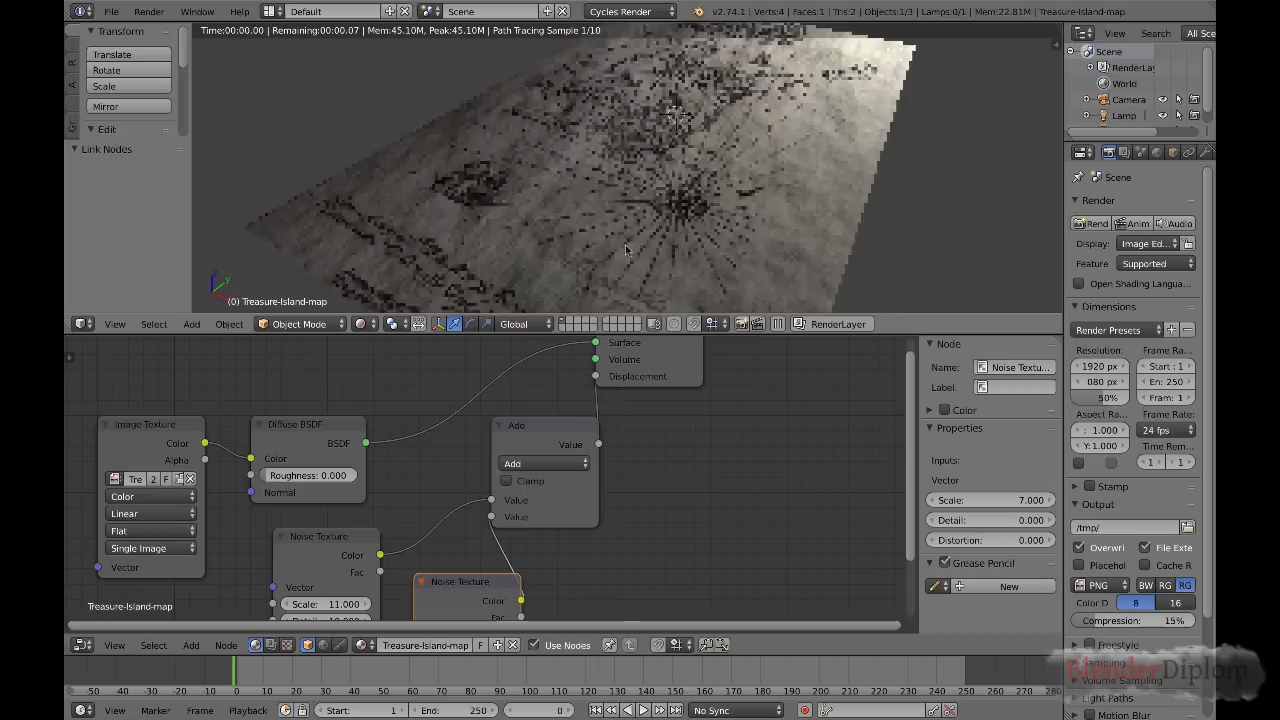 File Render Window Help Default Scene Cycles Render v2.74.1 | Verts:4 | Faces:1 | Tris:2 | Objects:1/3 | Lamps:0/1 | Mem:22.81M | Treasure-Island-map
View Search All Sce
Transform
Translate
Rotate
Scale
Mirror
Edit
Link Nodes
Time:00:00.00 | Remaining:00:00.07 | Mem:45.10M, Peak:45.10M | Path Tracing Sample 1/10
(0) Treasure-Island-map
View Select Add Object Object Mode Global RenderLayer
Surface
Volume
Displacement
Image Texture
Color
Alpha
Tre 2 F
Color
Linear
Flat
Single Image
Vector
Diffuse BSDF
BSDF
Color
Roughness: 0.000
Normal
Add
Value
Add
Clamp
Value
Value
Noise Texture
Color
Fac
Vector
Scale: 11.000
Noise Texture
Color
Fac
Treasure-Island-map
Node
Name: Noise Textu...
Label:
Color
Properties
Inputs:
Vector
Scale: 7.000
Detail: 0.000
Distortion: 0.000
Grease Pencil
New
View Select Add Node Treasure-Island-map F Use Nodes
-50 -40 -30 -20 -10 0 10 20 30 40 50 60 70 80 90 100 110 120 130 140 150 160 170 180 190 200 210 220 230 240 250 260 270 280
View Marker Frame Playback Start: 1 End: 250 0 No Sync
Scene
RenderLay
World
Camera
Lamp
Scene
Render
Rend Anim Audio
Display: Image Ed...
Feature Supported
Open Shading Langua...
Dimensions
Render Presets
Resolution: Frame Ra...
1920 px Start : 1
080 px En: 250
50% Fram: 1
Aspect Ra Frame Rate:
: 1.000 24 fps
Y: 1.000 Time Rem...
1 1
Stamp
Output
/tmp/
Overwri File Exte
Placehol Cache R
PNG BW RG RG
Color D 8 16
Compression: 15%
Freestyle
Sampling
Volume Sampling
Light Paths
Motion Blur
BlenderDiplom